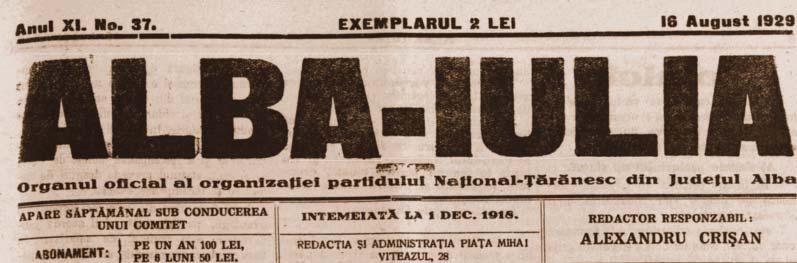 Anul XI. No. 37. EXEMPLARUL 2 LEI 16 August 1929
ALBA-IULIA
Organul oficial al organizației partidului Național-Țărănesc din Județul Alba
APARE SĂPTĂMÂNAL SUB CONDUCEREA
UNUI COMITET
ABONAMENT: PE UN AN 100 LEI,
PE 6 LUNI 50 LEI.
INTEMEIATĂ LA 1 DEC. 1918.
REDACTIA ȘI ADMINISTRAȚIA PIAȚA MIHAI
VITEAZUL, 28
REDACTOR RESPONZABIL:
ALEXANDRU CRIȘAN